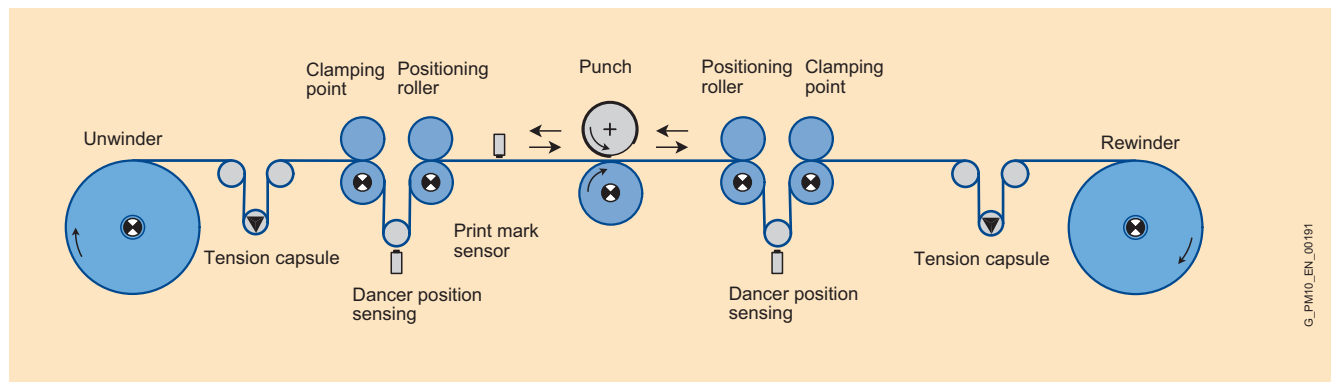 Clamping
point
Positioning
roller
Punch
Positioning
roller
Clamping
point
Unwinder
Rewinder
Tension capsule
Print mark
sensor
Tension capsule
Dancer position
sensing
Dancer position
sensing
G_PM10_EN_00191